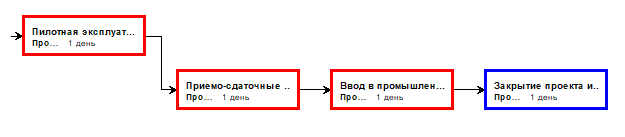 Пилотная эксплуат...
Про... 1 день
Приемо-сдаточные ...
Про... 1 день
Ввод в промышлен...
Про... 1 день
Закрытие проекта и...
Про... 1 день